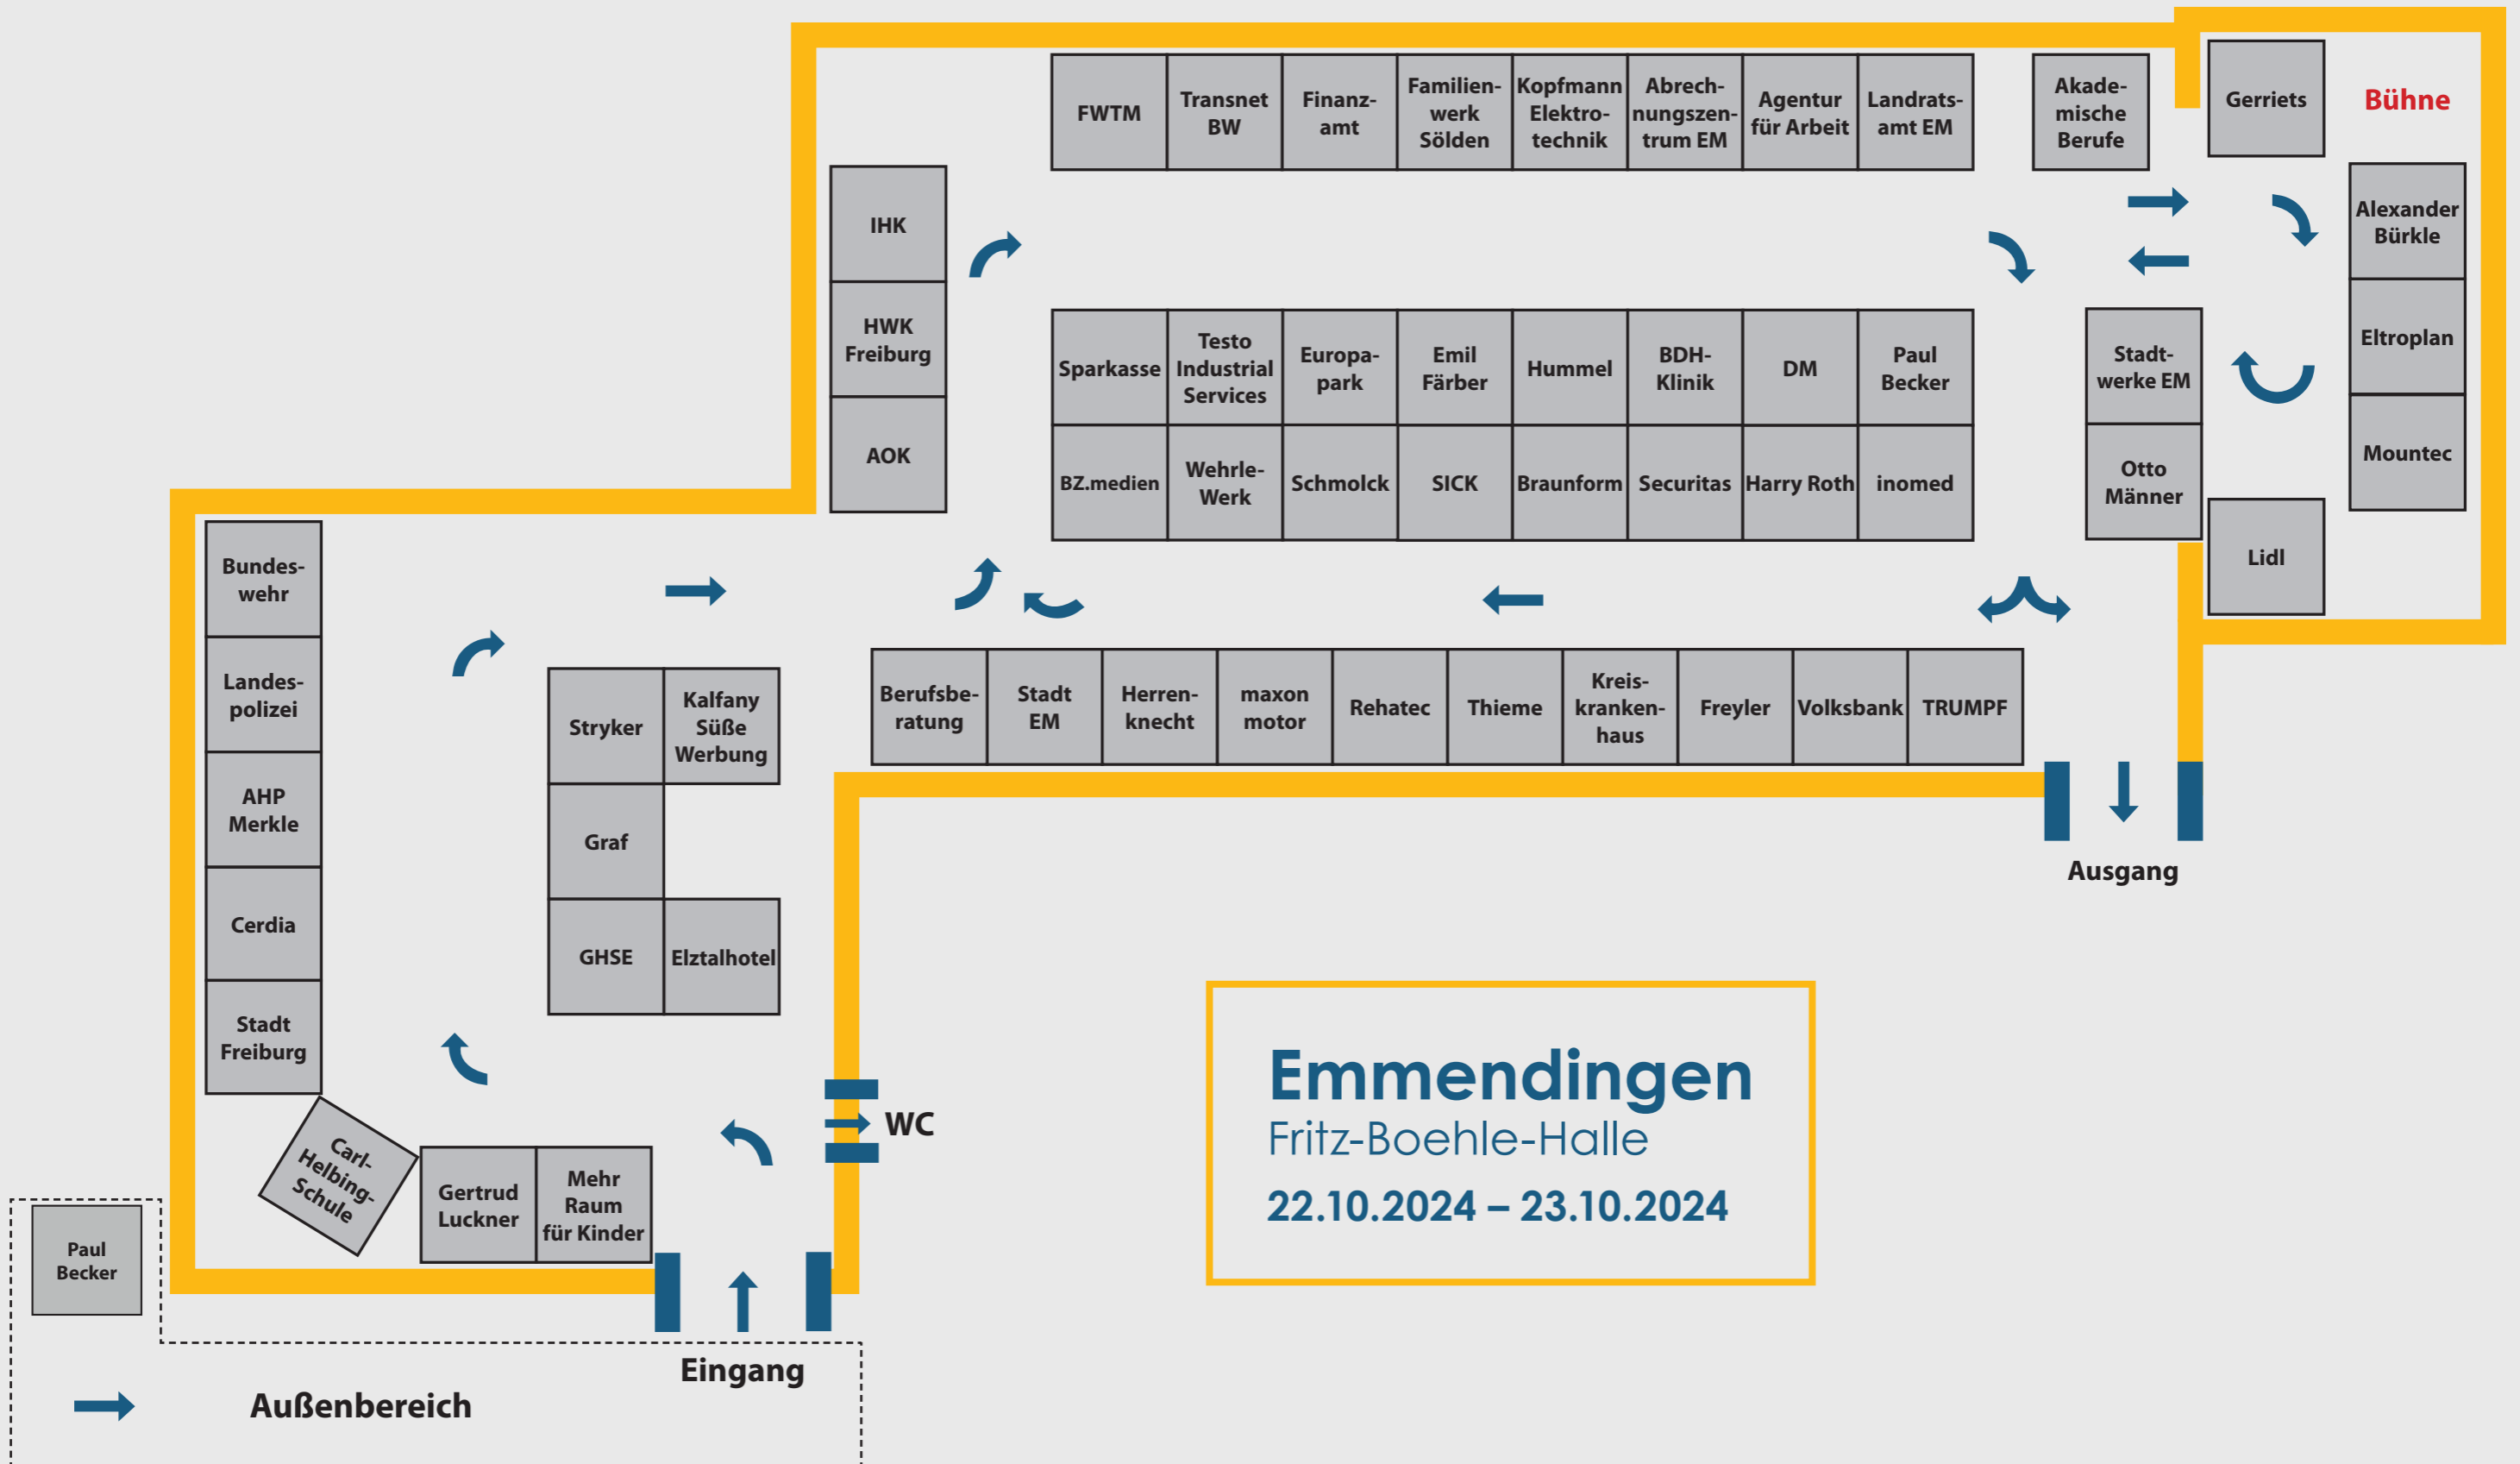 FWTM
Transnet
BW
Finanz-
amt
Familien-
werk
Sölden
Kopfmann
Elektro-
technik
Abrech-
nungszen-
trum EM
Agentur
für Arbeit
Landrats-
amt EM
Akade-
mische
Berufe
Gerriets
Bühne
IHK
HWK
Freiburg
AOK
Alexander
Bürkle
Eltroplan
Mountec
Sparkasse
Testo
Industrial
Services
Europa-
park
Emil
Färber
Hummel
BDH-
Klinik
DM
Paul
Becker
Stadt-
werke EM
BZ.medien
Wehrle-
Werk
Schmolck
SICK
Braunform
Securitas
Harry Roth
inomed
Otto
Männer
Lidl
Bundes-
wehr
Landes-
polizei
AHP
Merkle
Cerdia
Stadt
Freiburg
Stryker
Kalfany
Süße
Werbung
Graf
GHSE
Elztalhotel
Berufsbe-
ratung
Stadt
EM
Herren-
knecht
maxon
motor
Rehatec
Thieme
Kreis-
kranken-
haus
Freyler
Volksbank
TRUMPF
Ausgang
WC
Carl-
Helbing-
Schule
Gertrud
Luckner
Mehr
Raum
für Kinder
Paul
Becker
Eingang
Außenbereich
Emmendingen
Fritz-Boehle-Halle
22.10.2024 – 23.10.2024